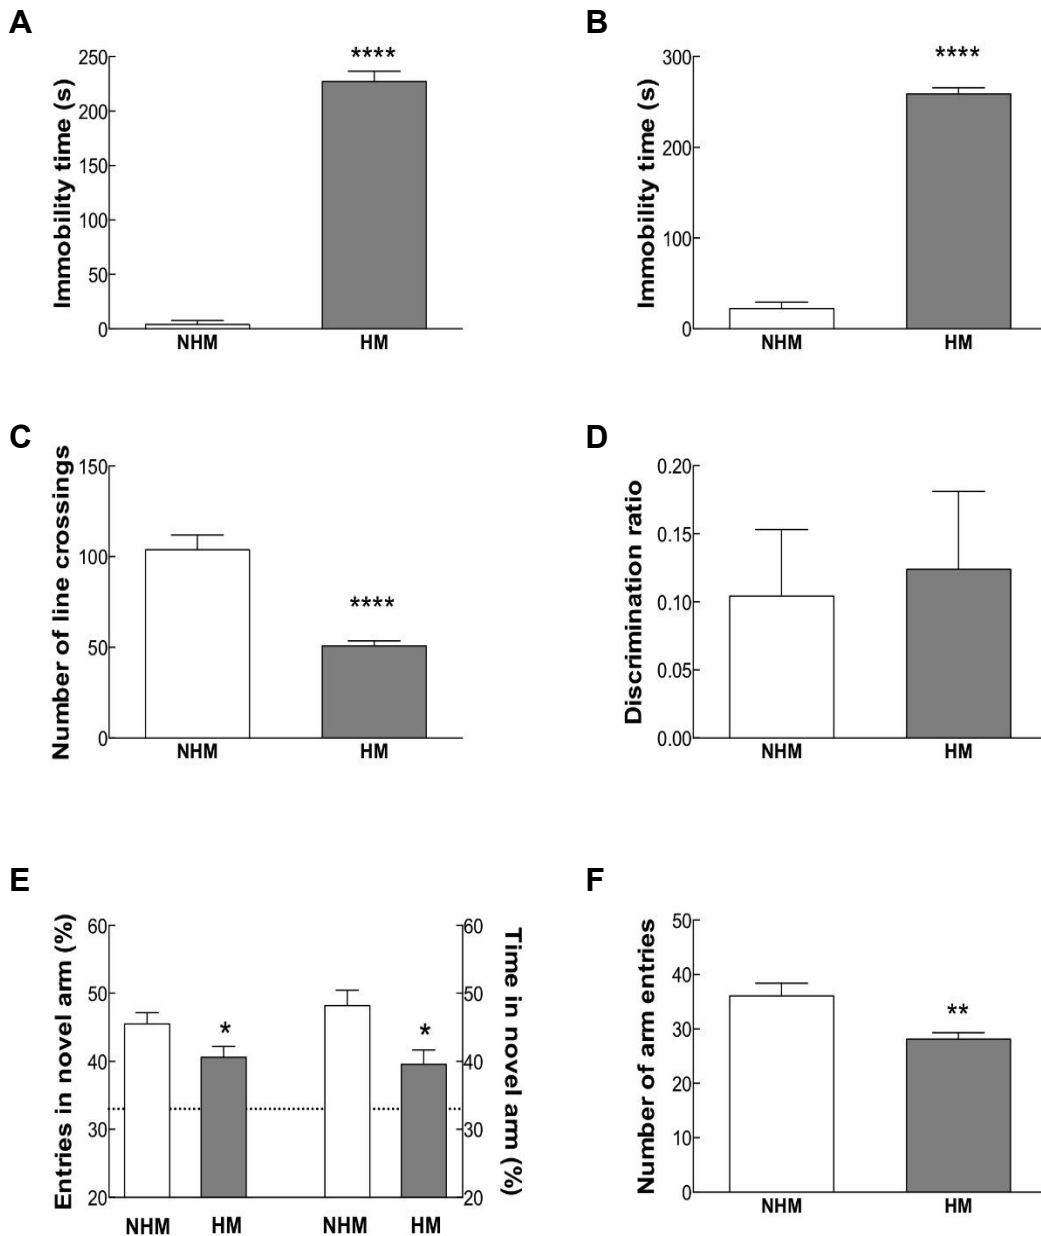 A
Immobility time (s)
250
200
150
100
50
0
****
NHM
HM
B
Immobility time (s)
300
200
100
0
****
NHM
HM
C
Number of line crossings
150
100
50
0
****
NHM
HM
D
Discrimination ratio
0.20
0.15
0.10
0.05
0.00
NHM
HM
E
Entries in novel arm (%)
60
50
40
30
20
*
*
NHM
HM
NHM
HM
60
50
40
30
20
Time in novel arm (%)
F
Number of arm entries
50
40
30
20
10
0
**
NHM
HM